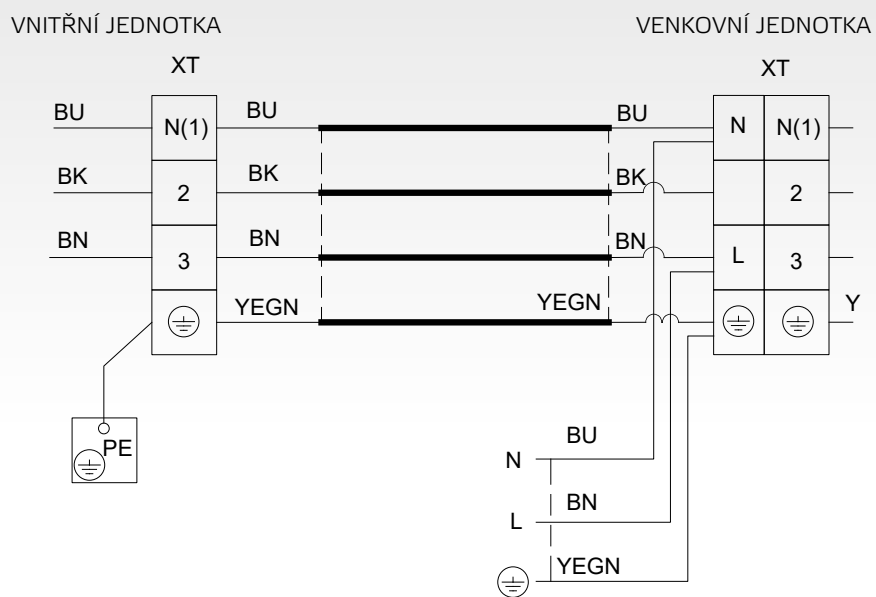 VNITŘNÍ JEDNOTKA
VENKOVNÍ JEDNOTKA
XT
XT
BU
N(1)
BU
BU
N
N(1)
BK
2
BK
BK
2
BN
3
BN
BN
L
3
YEGN
YEGN
Y
PE
N
BU
L
BN
YEGN